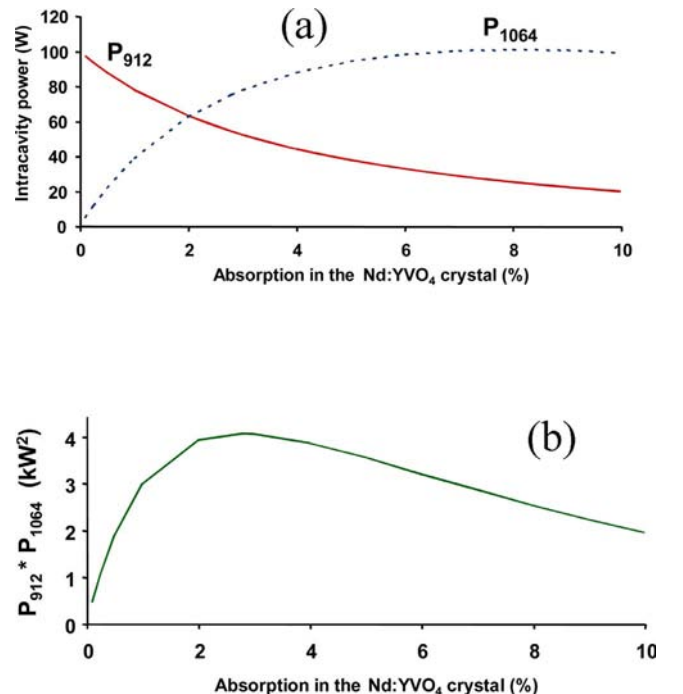 (a)
P₉₁₂
P₁₀₆₄
Intracavity power (W)
120
100
80
60
40
20
0
0 2 4 6 8 10
Absorption in the Nd:YVO₄ crystal (%)
(b)
P₉₁₂ * P₁₀₆₄ (kW²)
4
3
2
1
0
0 2 4 6 8 10
Absorption in the Nd:YVO₄ crystal (%)